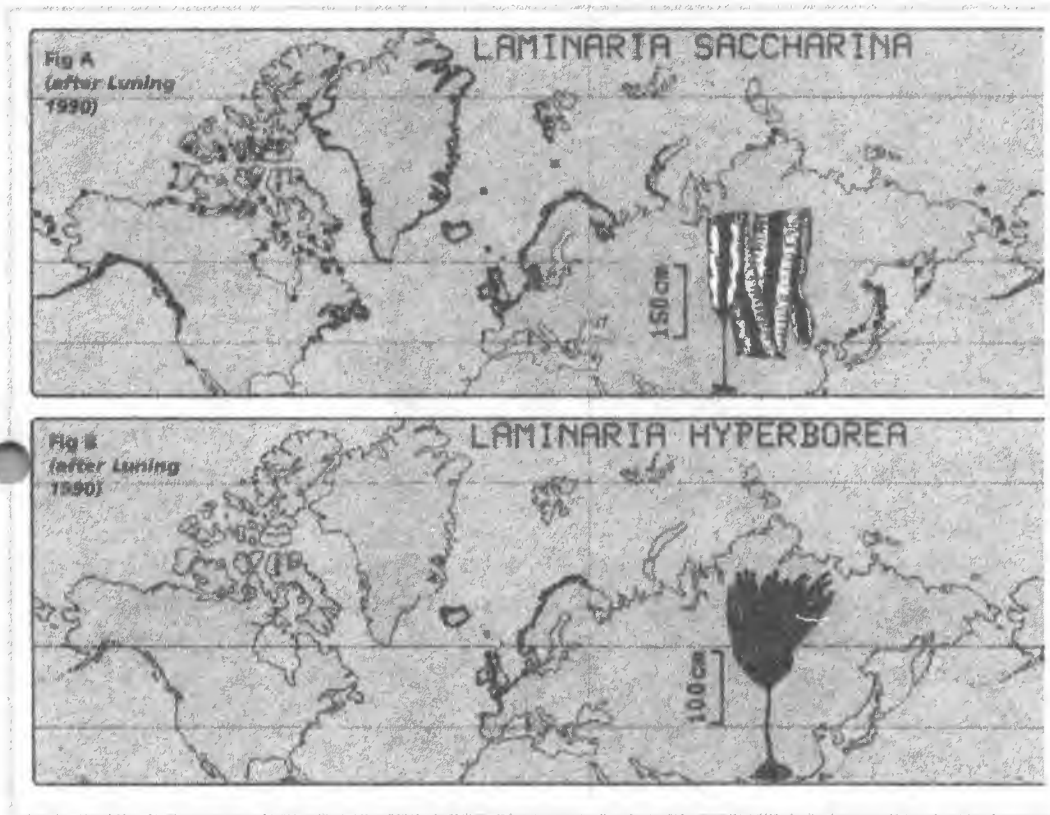 LAMINARIA SACCHARINA
Fig A
(after Luning
1990)
150cm
LAMINARIA HYPERBOREA
Fig B
(after Luning
1990)
100cm